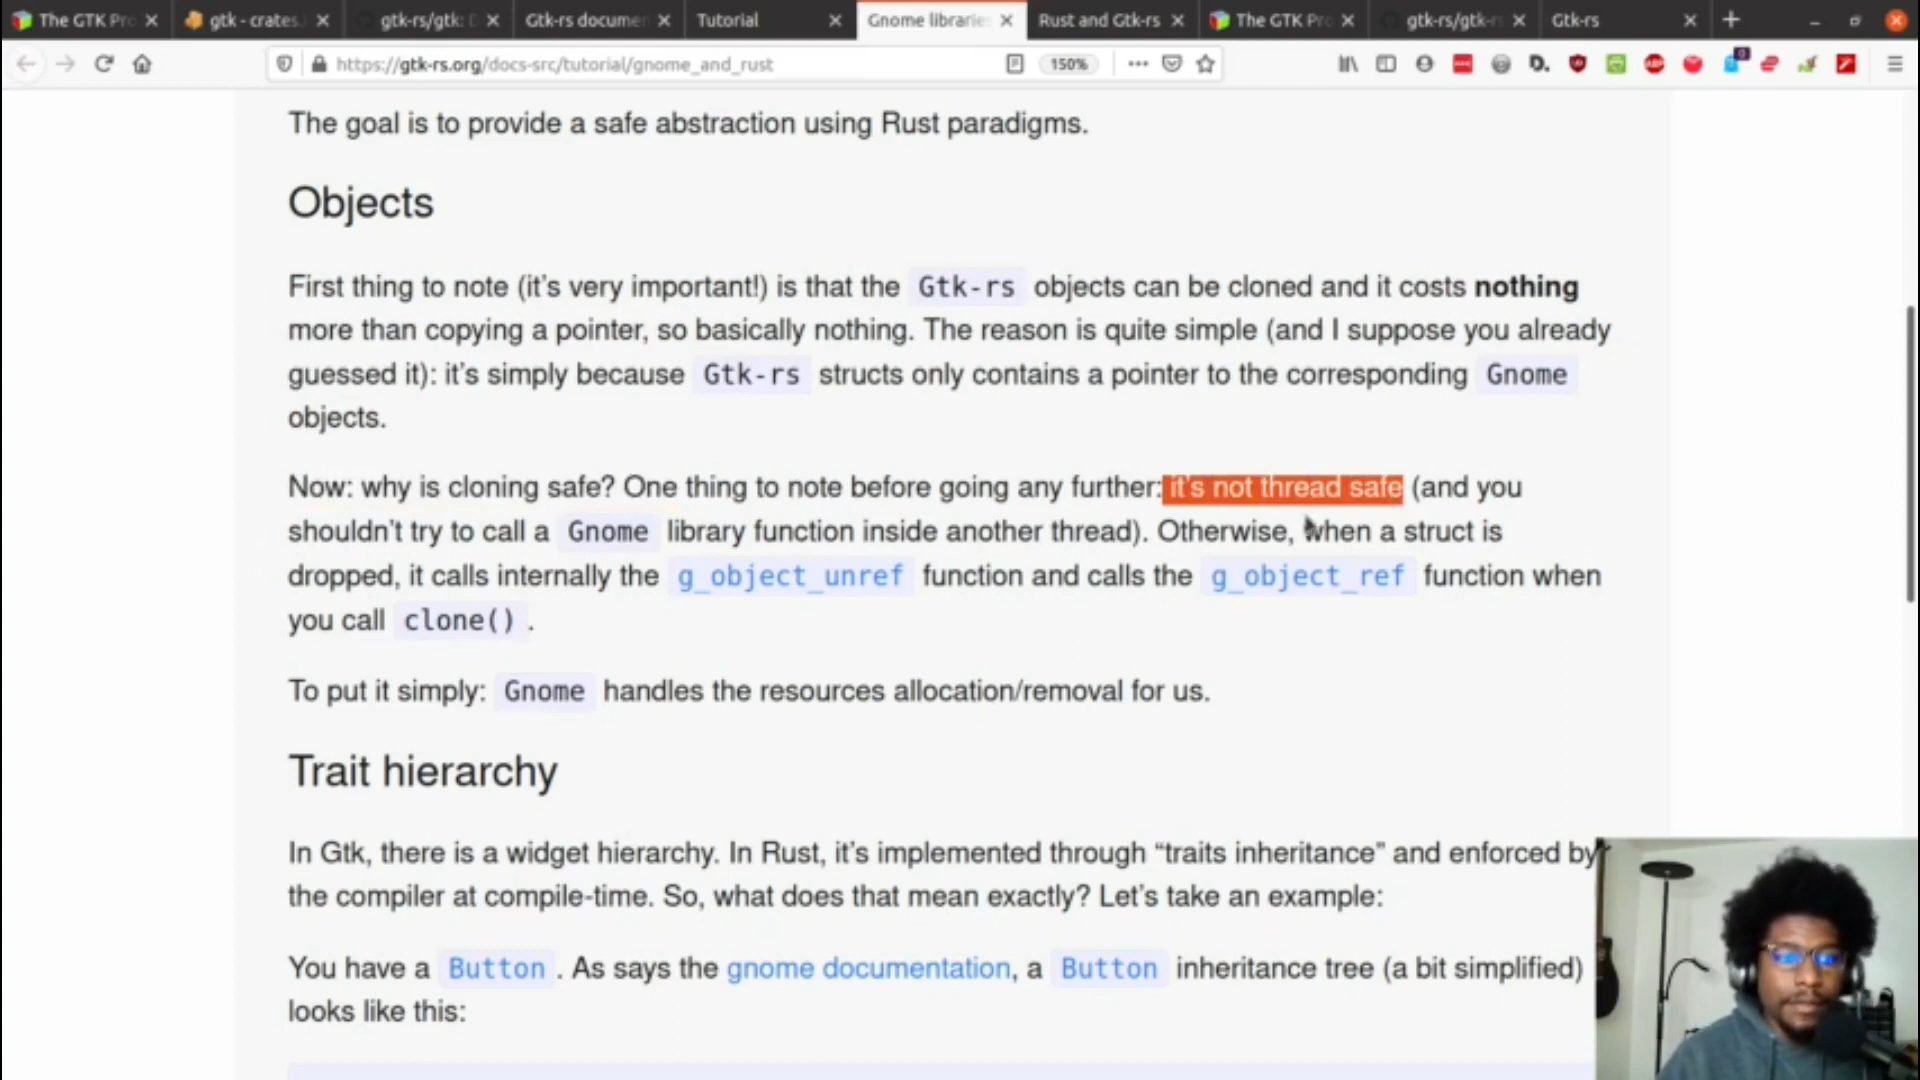 The GTK Pro
gtk - crates.
gtk-rs/gtk: D
Gtk-rs documen
Tutorial
Gnome librarie
Rust and Gtk-rs
The GTK Pro
gtk-rs/gtk-rs
Gtk-rs
https://gtk-rs.org/docs-src/tutorial/gnome_and_rust
150%
The goal is to provide a safe abstraction using Rust paradigms.
Objects
First thing to note (it's very important!) is that the Gtk-rs objects can be cloned and it costs nothing
more than copying a pointer, so basically nothing. The reason is quite simple (and I suppose you already
guessed it): it's simply because Gtk-rs structs only contains a pointer to the corresponding Gnome
objects.
Now: why is cloning safe? One thing to note before going any further: it's not thread safe (and you
shouldn't try to call a Gnome library function inside another thread). Otherwise, when a struct is
dropped, it calls internally the g_object_unref function and calls the g_object_ref function when
you call clone() .
To put it simply: Gnome handles the resources allocation/removal for us.
Trait hierarchy
In Gtk, there is a widget hierarchy. In Rust, it's implemented through “traits inheritance” and enforced by
the compiler at compile-time. So, what does that mean exactly? Let's take an example:
You have a Button . As says the gnome documentation, a Button inheritance tree (a bit simplified)
looks like this: